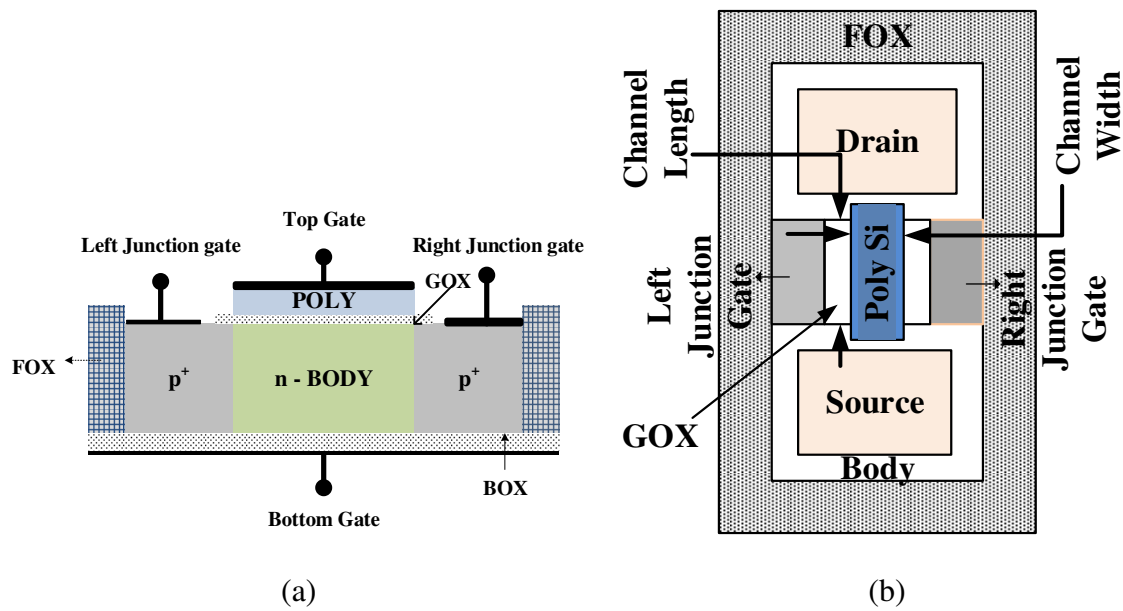 Top Gate
Left Junction gate
Right Junction gate
GOX
POLY
FOX
p+
n - BODY
p+
BOX
Bottom Gate
(a)
FOX
Channel
Length
Channel
Width
Drain
Poly Si
Left
Junction
Gate
Right
Junction
Gate
Source
GOX
Body
(b)